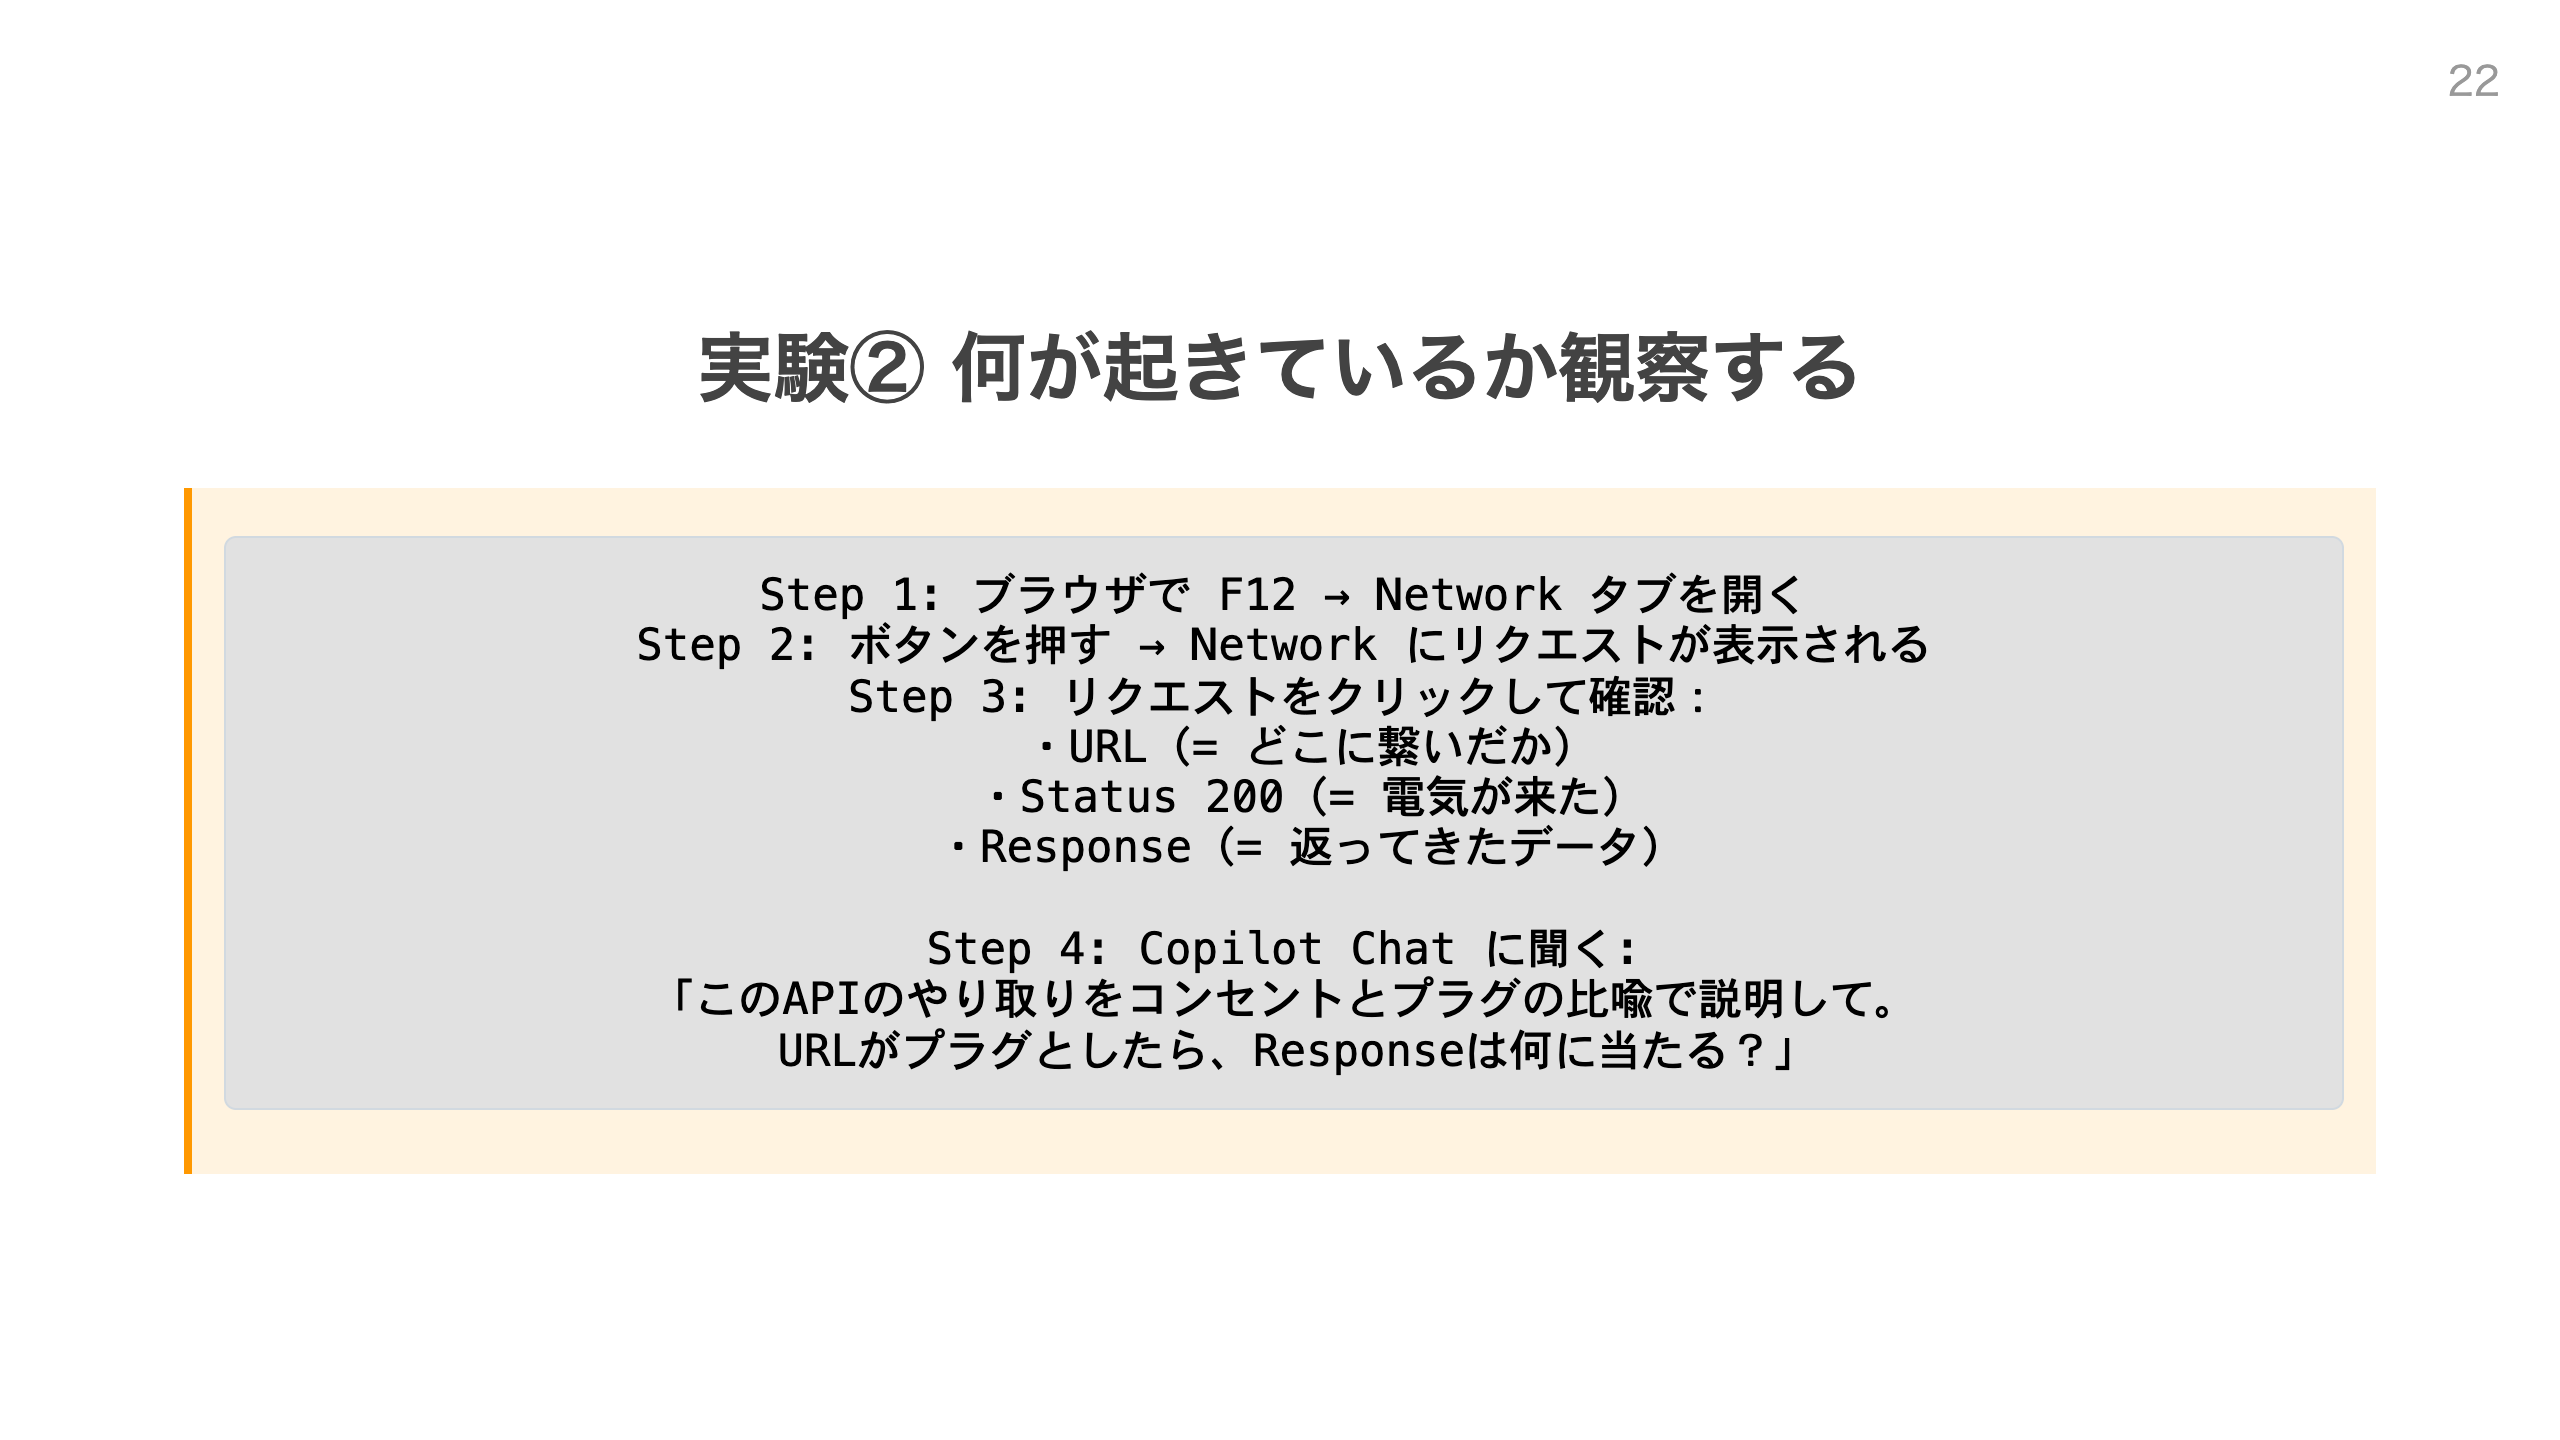 22
実験② 何が起きているか観察する
Step 1: ブラウザで F12 → Network タブを開く
Step 2: ボタンを押す → Network にリクエストが表示される
Step 3: リクエストをクリックして確認：
・URL（= どこに繋いだか）
・Status 200（= 電気が来た）
・Response（= 返ってきたデータ）
Step 4: Copilot Chat に聞く:
「このAPIのやり取りをコンセントとプラグの比喩で説明して。
URLがプラグとしたら、Responseは何に当たる？」